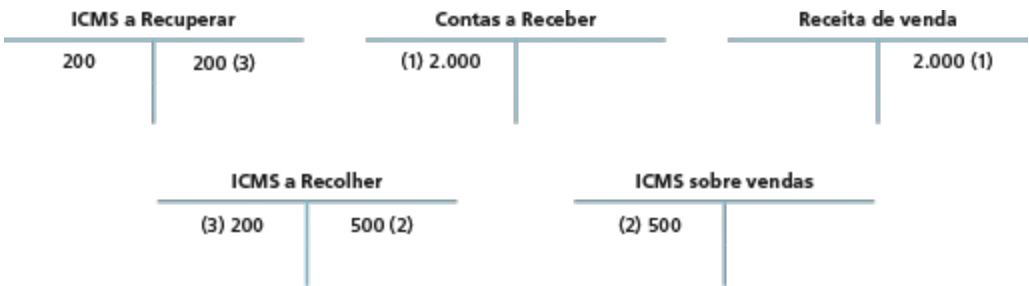 ICMS a Recuperar Contas a Receber Receita de venda
200 200 (3) (1) 2.000 2.000 (1)
ICMS a Recolher ICMS sobre vendas
(3) 200 500 (2) (2) 500